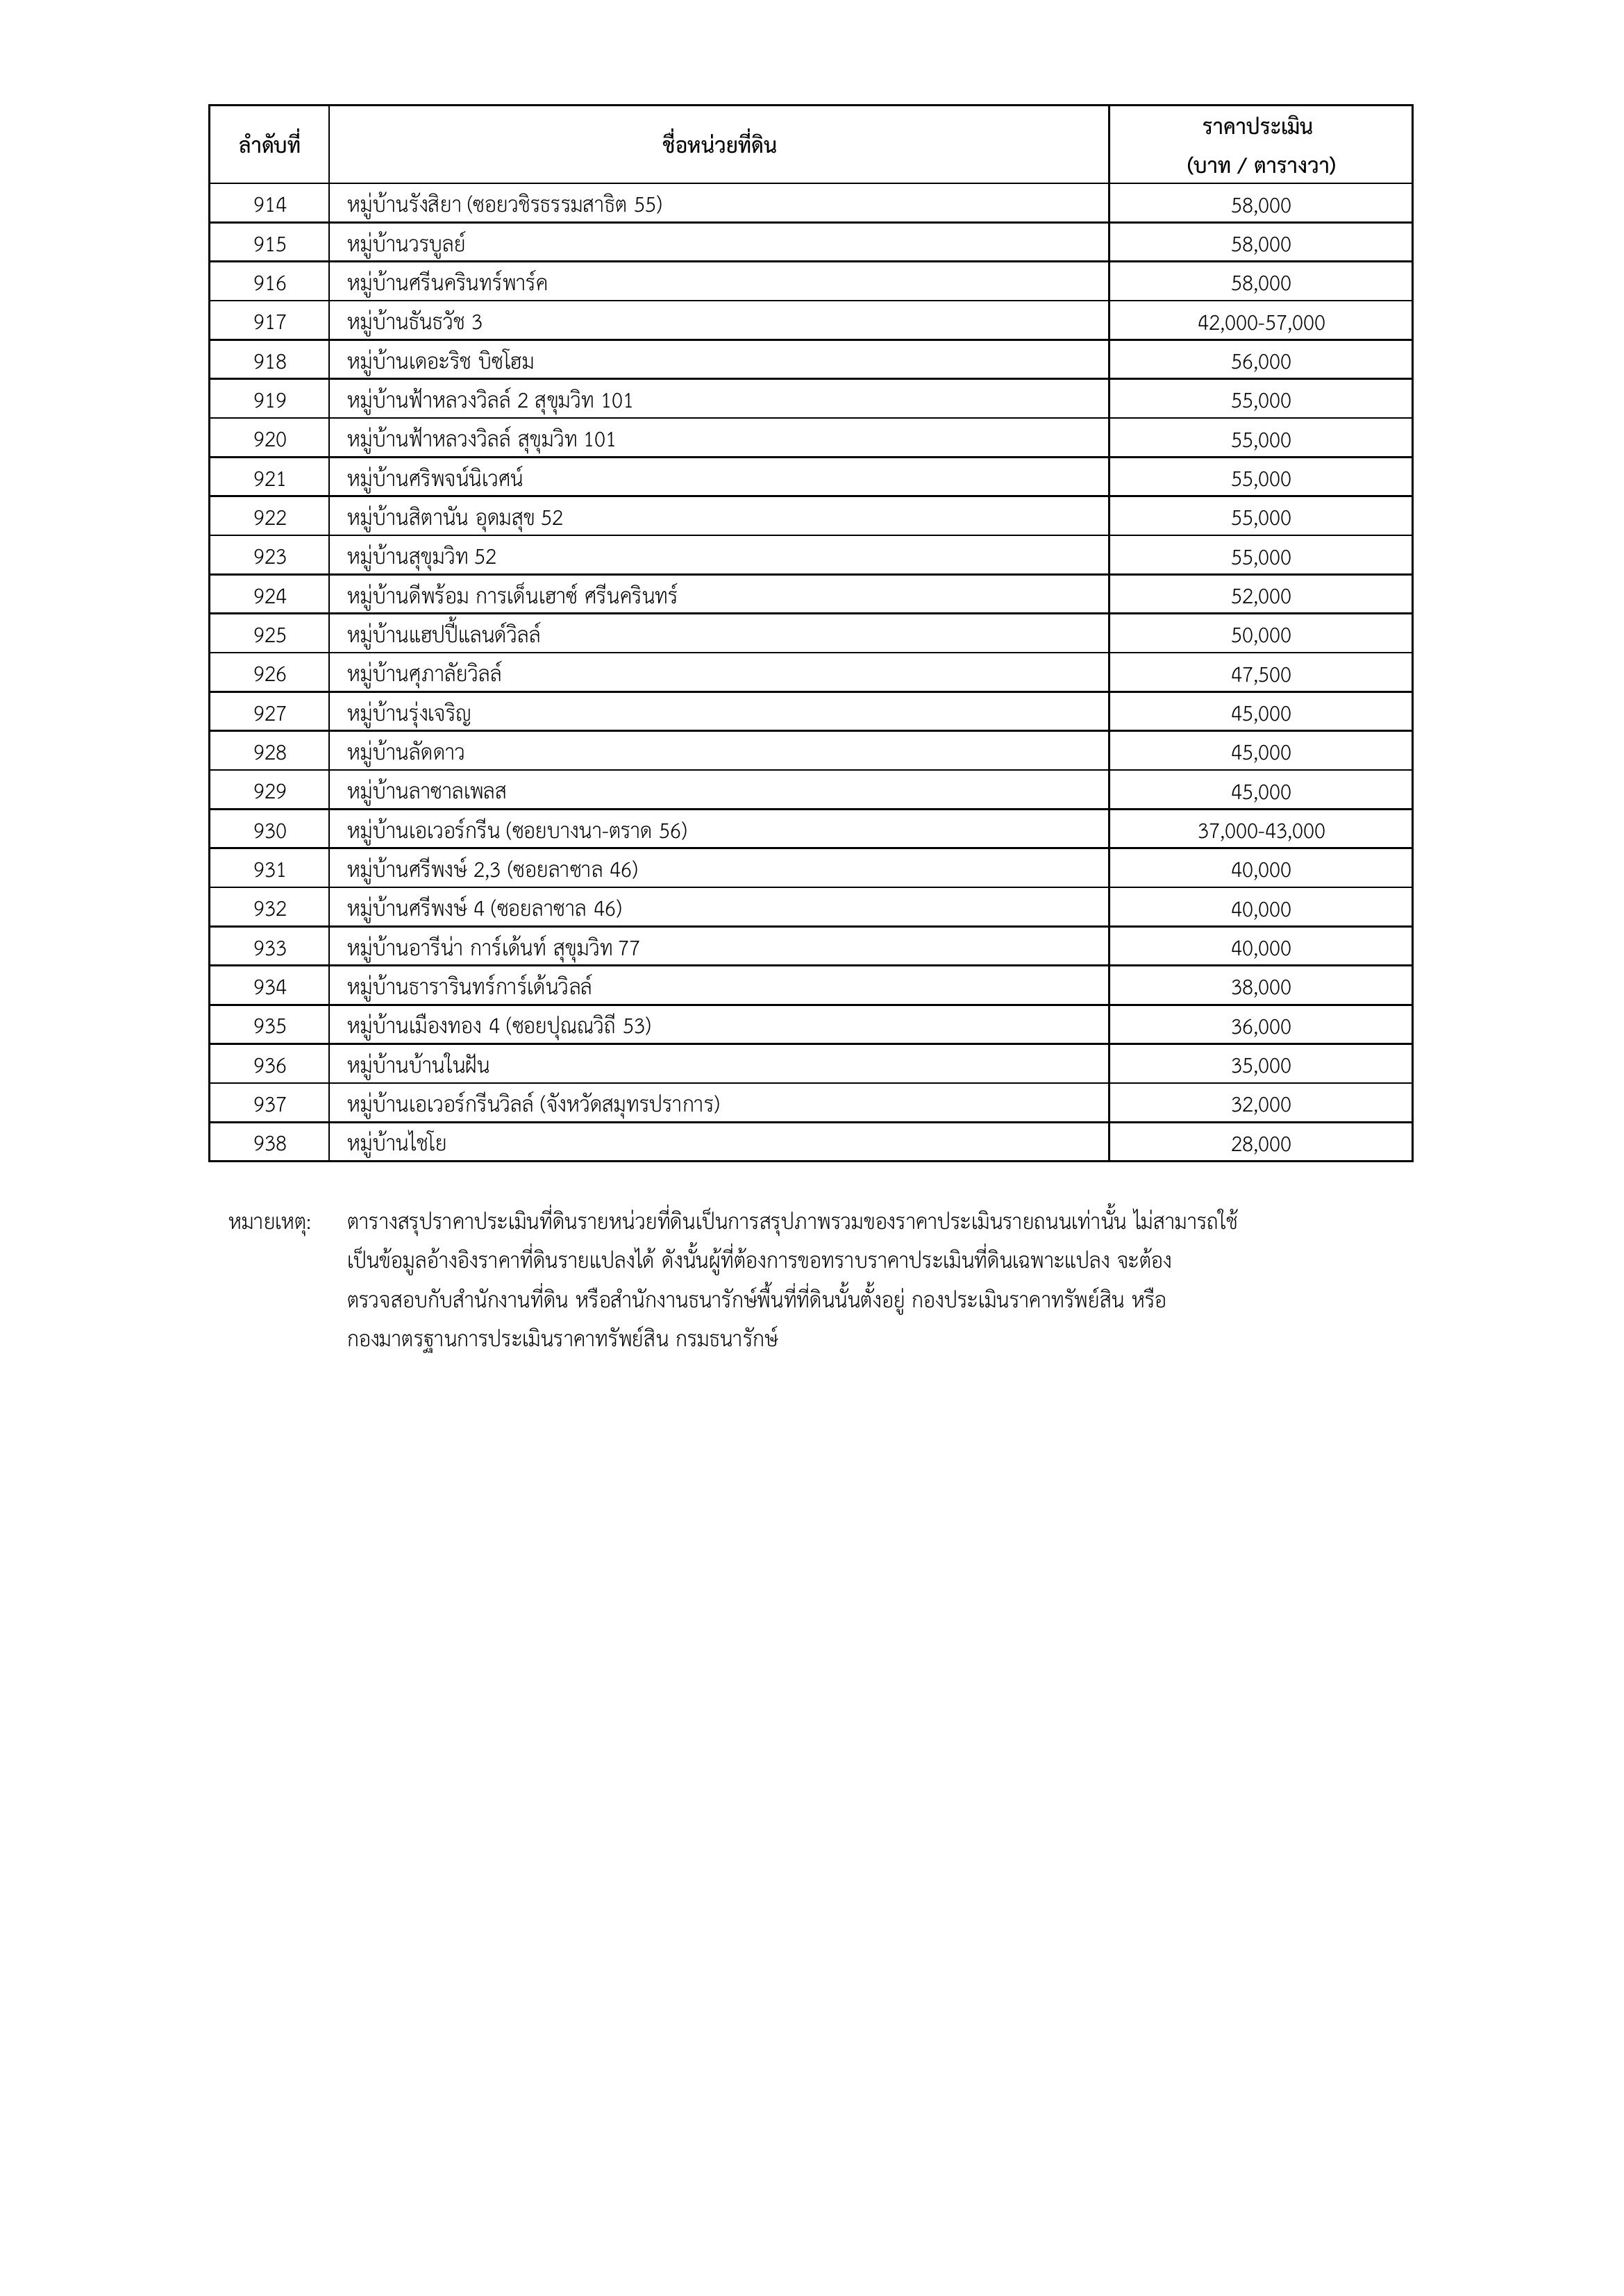 ลำดับที่ ชื่อหน่วยที่ดิน ราคาประเมิน
(บาท / ตารางวา)
914 หมู่บ้านรังสิยา (ซอยวชิรธรรมสาธิต 55) 58,000
915 หมู่บ้านวรบูลย์ 58,000
916 หมู่บ้านศรีนครินทร์พาร์ค 58,000
917 หมู่บ้านธันธวัช 3 42,000-57,000
918 หมู่บ้านเดอะริช บิซโฮม 56,000
919 หมู่บ้านฟ้าหลวงวิลล์ 2 สุขุมวิท 101 55,000
920 หมู่บ้านฟ้าหลวงวิลล์ สุขุมวิท 101 55,000
921 หมู่บ้านศริพจน์นิเวศน์ 55,000
922 หมู่บ้านสิตานัน อุดมสุข 52 55,000
923 หมู่บ้านสุขุมวิท 52 55,000
924 หมู่บ้านดีพร้อม การเด็นเฮาซ์ ศรีนครินทร์ 52,000
925 หมู่บ้านแฮปปี้แลนด์วิลล์ 50,000
926 หมู่บ้านศุภาลัยวิลล์ 47,500
927 หมู่บ้านรุ่งเจริญ 45,000
928 หมู่บ้านลัดดาว 45,000
929 หมู่บ้านลาซาลเพลส 45,000
930 หมู่บ้านเอเวอร์กรีน (ซอยบางนา-ตราด 56) 37,000-43,000
931 หมู่บ้านศรีพงษ์ 2,3 (ซอยลาซาล 46) 40,000
932 หมู่บ้านศรีพงษ์ 4 (ซอยลาซาล 46) 40,000
933 หมู่บ้านอารีน่า การ์เด้นท์ สุขุมวิท 77 40,000
934 หมู่บ้านธารารินทร์การ์เด้นวิลล์ 38,000
935 หมู่บ้านเมืองทอง 4 (ซอยปุณณวิถี 53) 36,000
936 หมู่บ้านบ้านในฝัน 35,000
937 หมู่บ้านเอเวอร์กรีนวิลล์ (จังหวัดสมุทรปราการ) 32,000
938 หมู่บ้านไชโย 28,000
หมายเหตุ: ตารางสรุปราคาประเมินที่ดินรายหน่วยที่ดินเป็นการสรุปภาพรวมของราคาประเมินรายถนนเท่านั้น ไม่สามารถใช้
เป็นข้อมูลอ้างอิงราคาที่ดินรายแปลงได้ ดังนั้นผู้ที่ต้องการขอทราบราคาประเมินที่ดินเฉพาะแปลง จะต้อง
ตรวจสอบกับสำนักงานที่ดิน หรือสำนักงานธนารักษ์พื้นที่ที่ดินนั้นตั้งอยู่ กองประเมินราคาทรัพย์สิน หรือ
กองมาตรฐานการประเมินราคาทรัพย์สิน กรมธนารักษ์